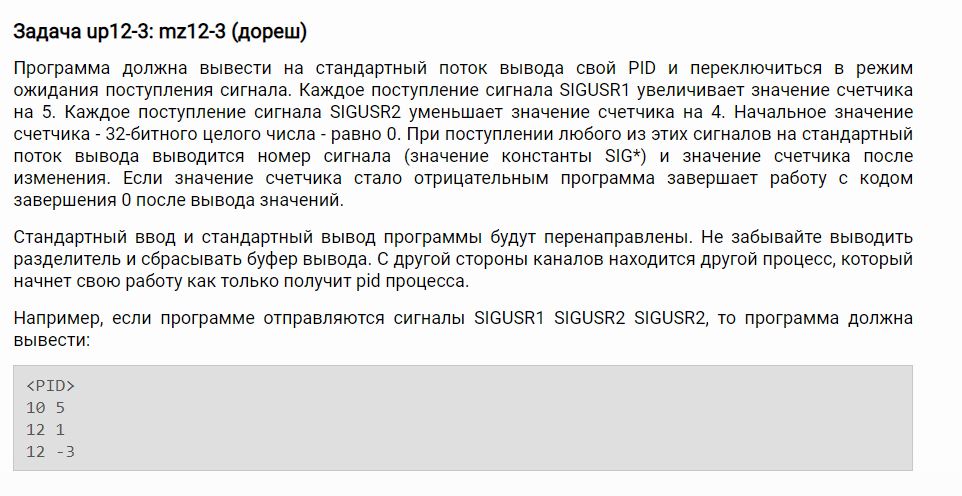 Задача up12-3: mz12-3 (дореш)
Программа должна вывести на стандартный поток вывода свой PID и переключиться в режим
ожидания поступления сигнала. Каждое поступление сигнала SIGUSR1 увеличивает значение счетчика
на 5. Каждое поступление сигнала SIGUSR2 уменьшает значение счетчика на 4. Начальное значение
счетчика - 32-битного целого числа - равно 0. При поступлении любого из этих сигналов на стандартный
поток вывода выводится номер сигнала (значение константы SIG*) и значение счетчика после
изменения. Если значение счетчика стало отрицательным программа завершает работу с кодом
завершения 0 после вывода значений.
Стандартный ввод и стандартный вывод программы будут перенаправлены. Не забывайте выводить
разделитель и сбрасывать буфер вывода. С другой стороны каналов находится другой процесс, который
начнет свою работу как только получит pid процесса.
Например, если программе отправляются сигналы SIGUSR1 SIGUSR2 SIGUSR2, то программа должна
вывести:
<PID>
10 5
12 1
12 -3